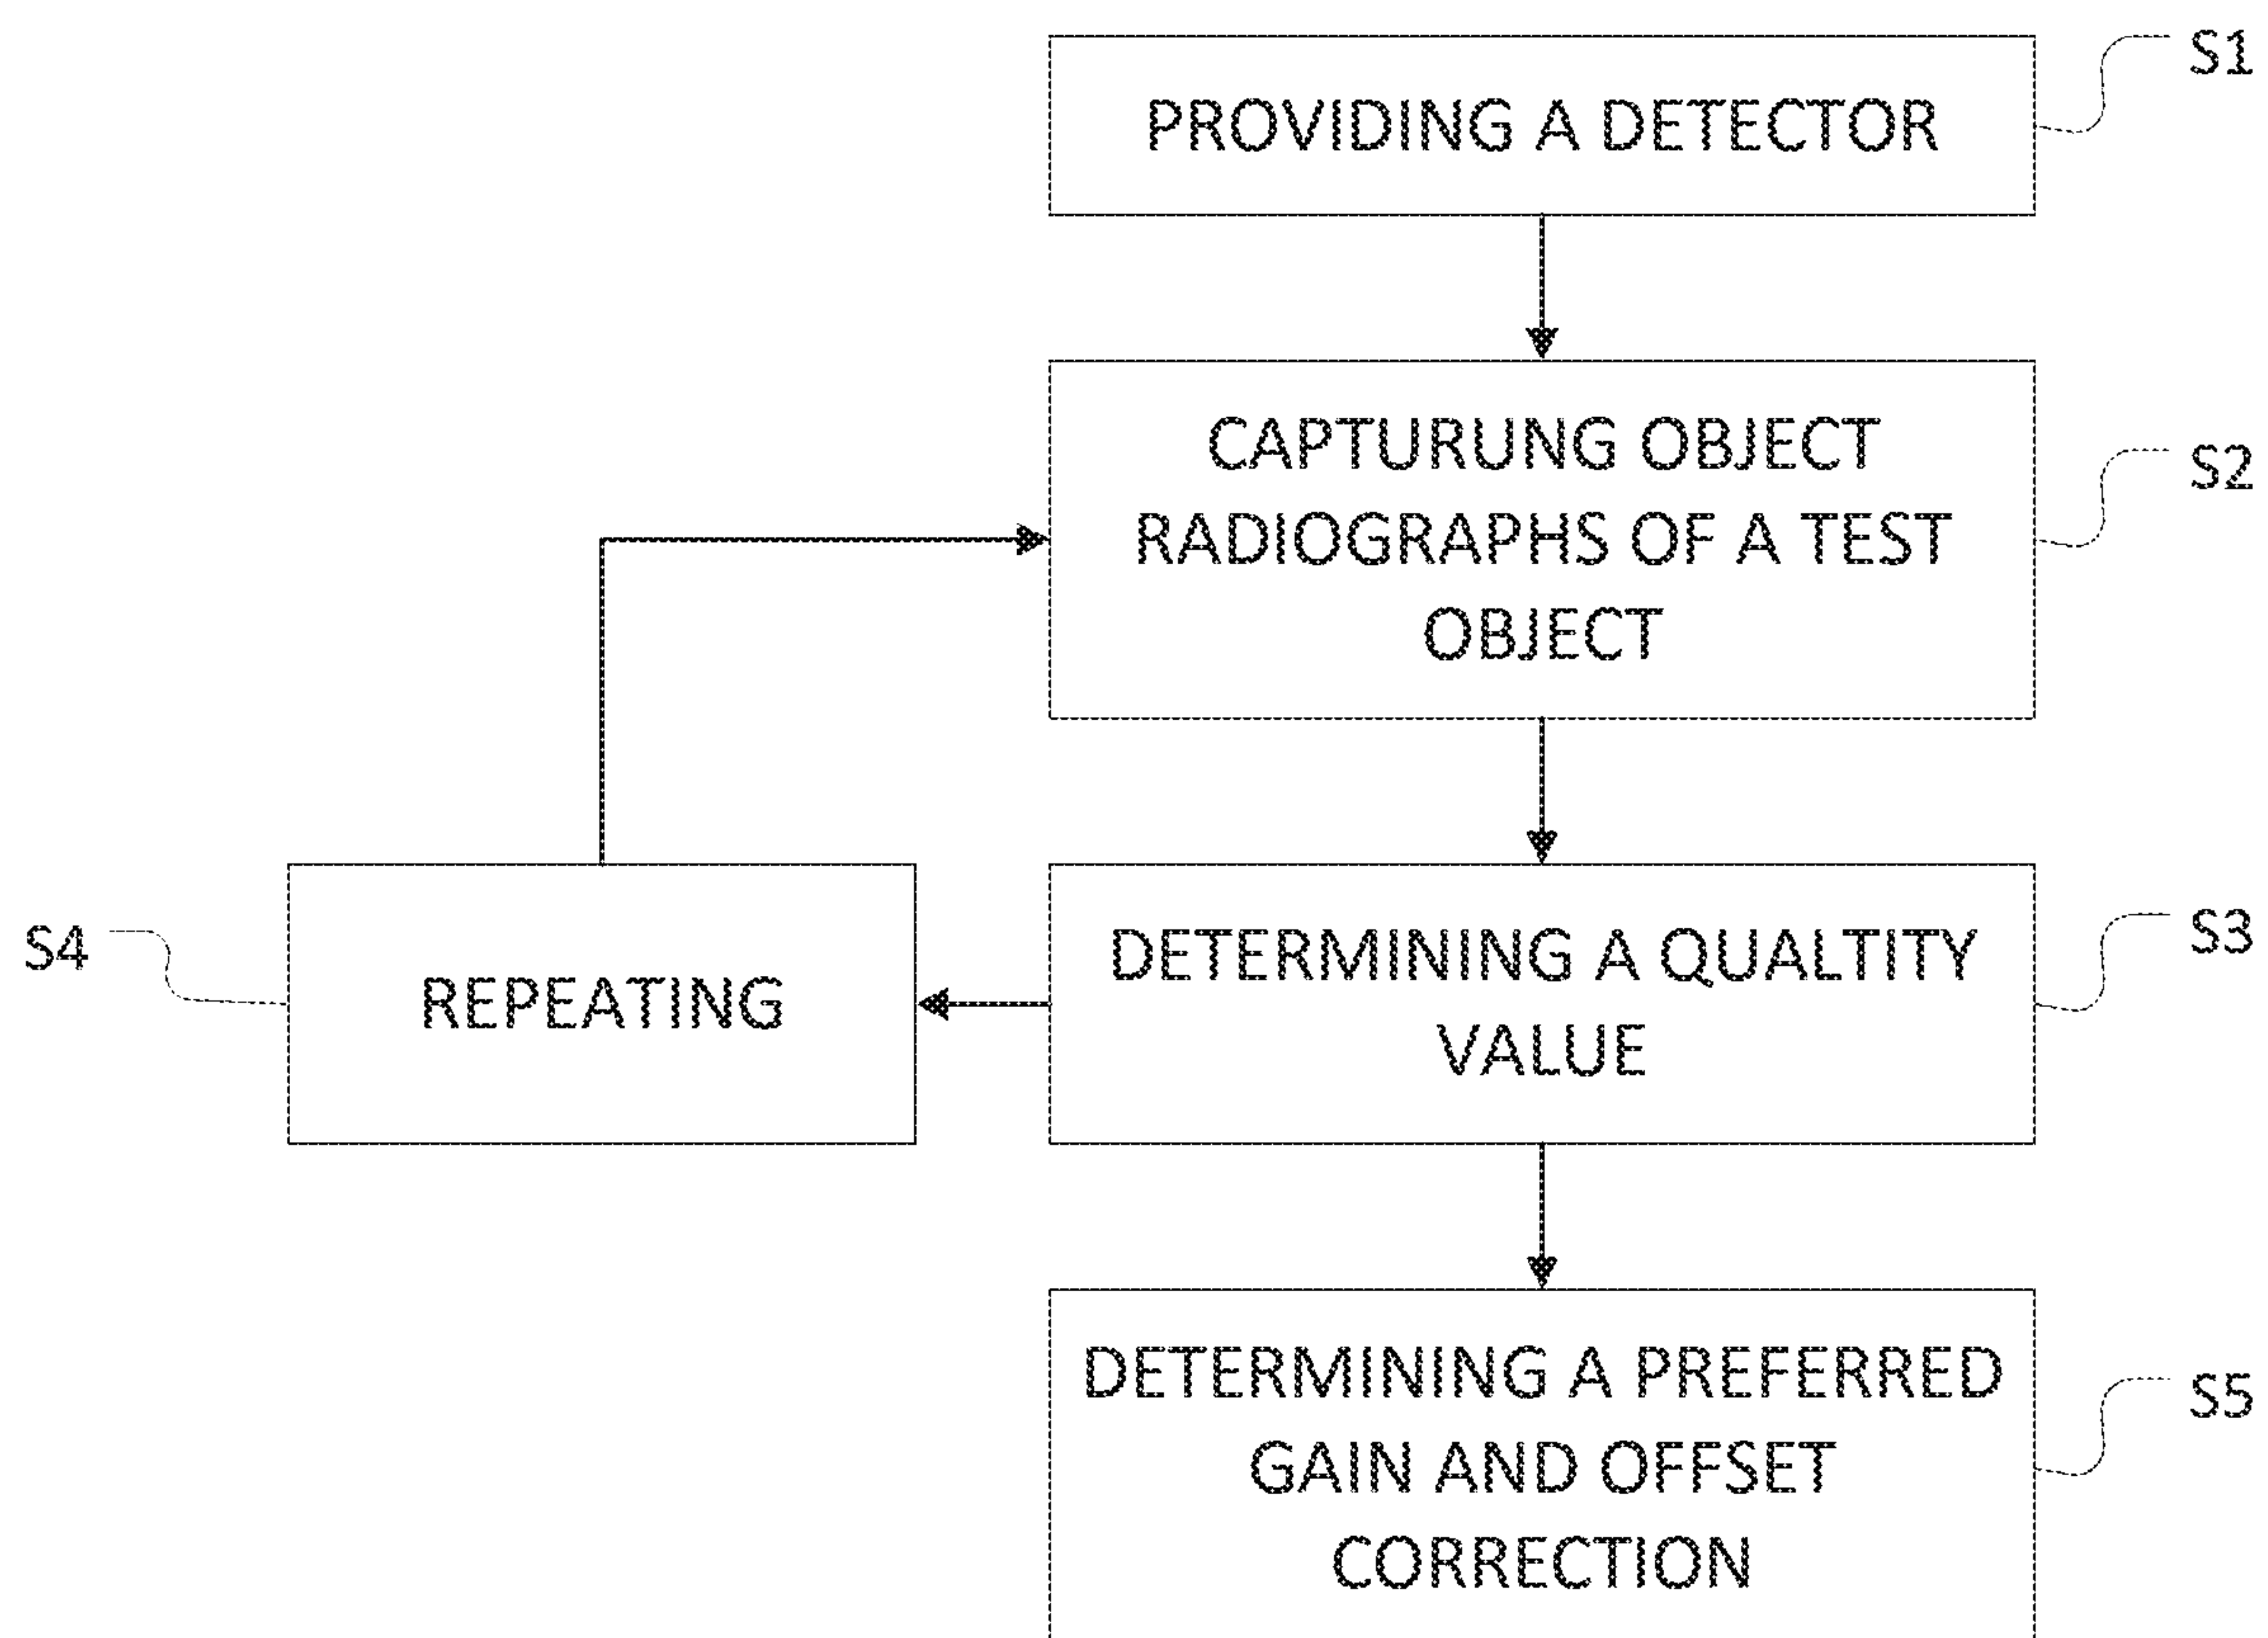 PROVIDING A DETECTOR
S1
CAPTURUNG OBJECT
RADIOGRAPHS OF A TEST
OBJECT
S2
DETERMINING A QUALTITY
VALUE
S3
REPEATING
S4
DETERMINING A PREFERRED
GAIN AND OFFSET
CORRECTION
S5